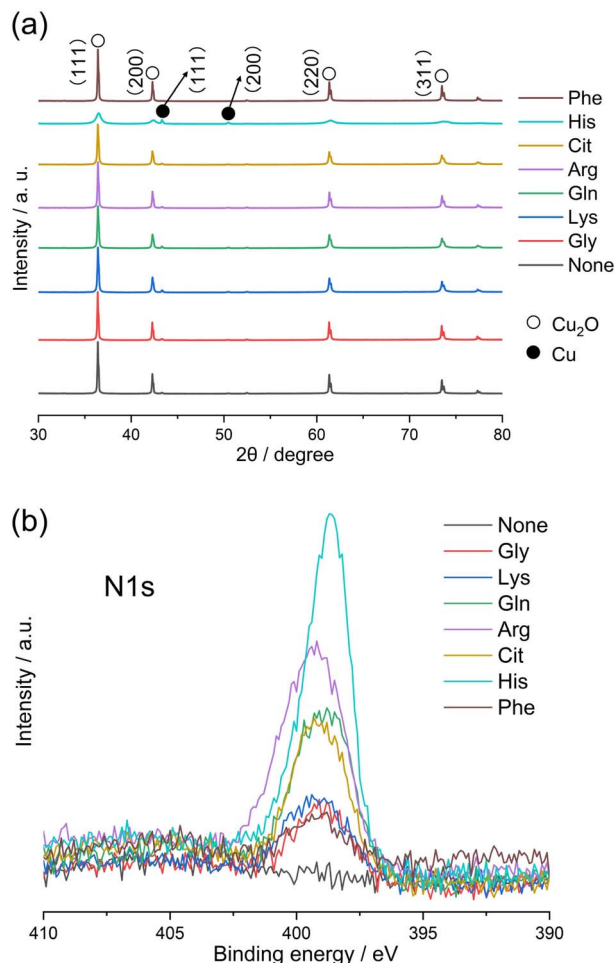 (a)
(111)
(200)
(111)
(200)
(220)
(311)
Phe
His
Cit
Arg
Gln
Lys
Gly
None
Cu₂O
Cu
Intensity / a. u.
30 40 50 60 70 80
2θ / degree
(b)
N1s
None
Gly
Lys
Gln
Arg
Cit
His
Phe
Intensity / a.u.
410 405 400 395 390
Binding energy / eV